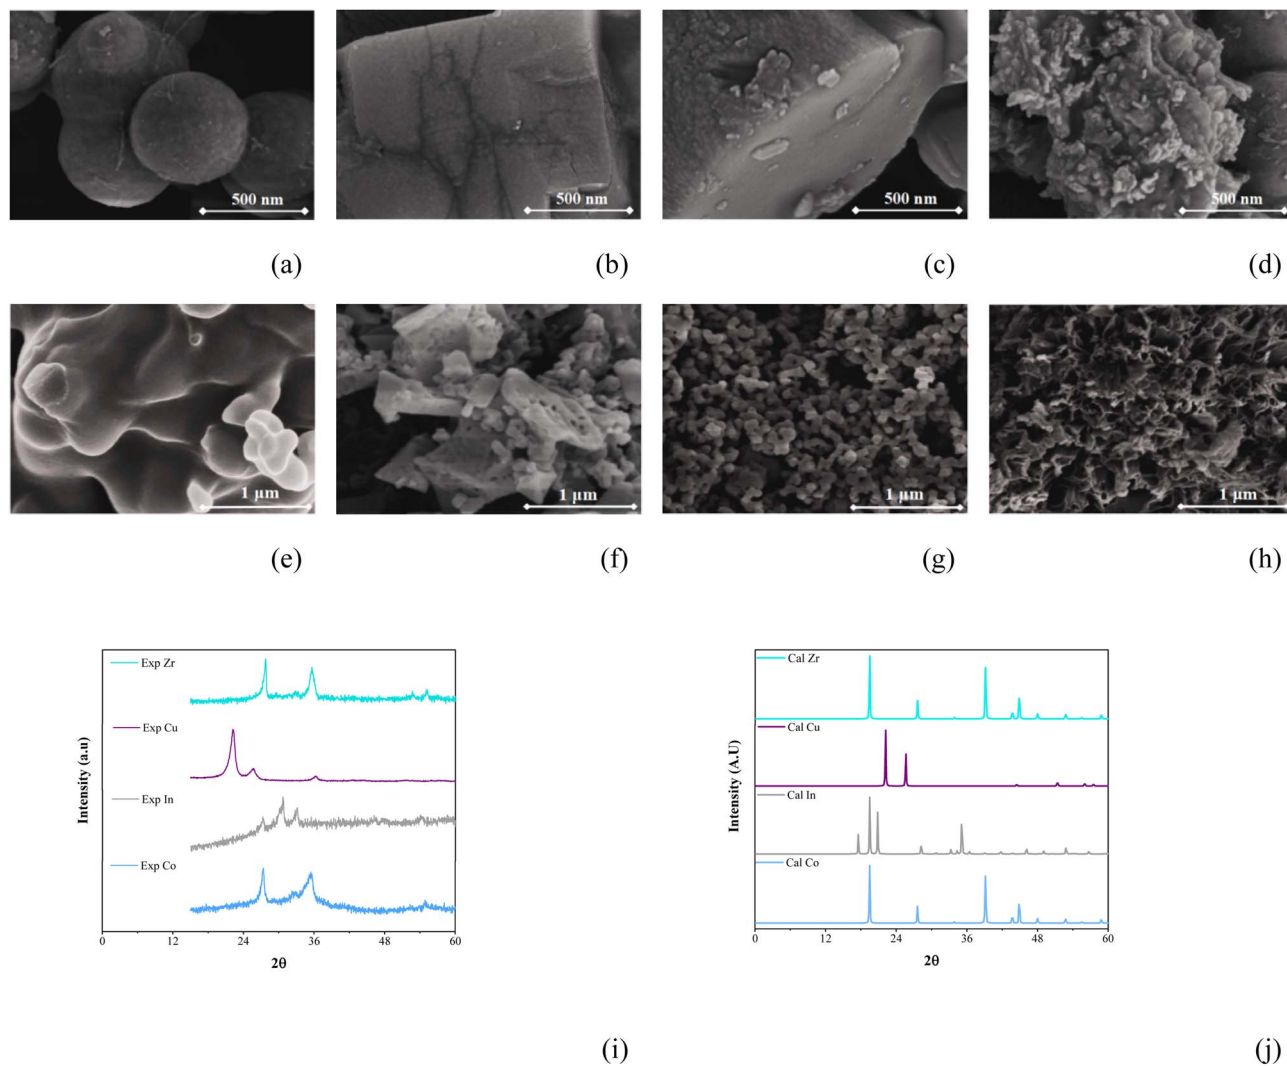 500 nm
500 nm
500 nm
500 nm
(a)
(b)
(c)
(d)
1 μm
1 μm
1 μm
1 μm
(e)
(f)
(g)
(h)
Exp Zr
Exp Cu
Exp In
Exp Co
Intensity (a.u)
0 12 24 36 48 60
2θ
(i)
Cal Zr
Cal Cu
Cal In
Cal Co
Intensity (A.U)
0 12 24 36 48 60
2θ
(j)